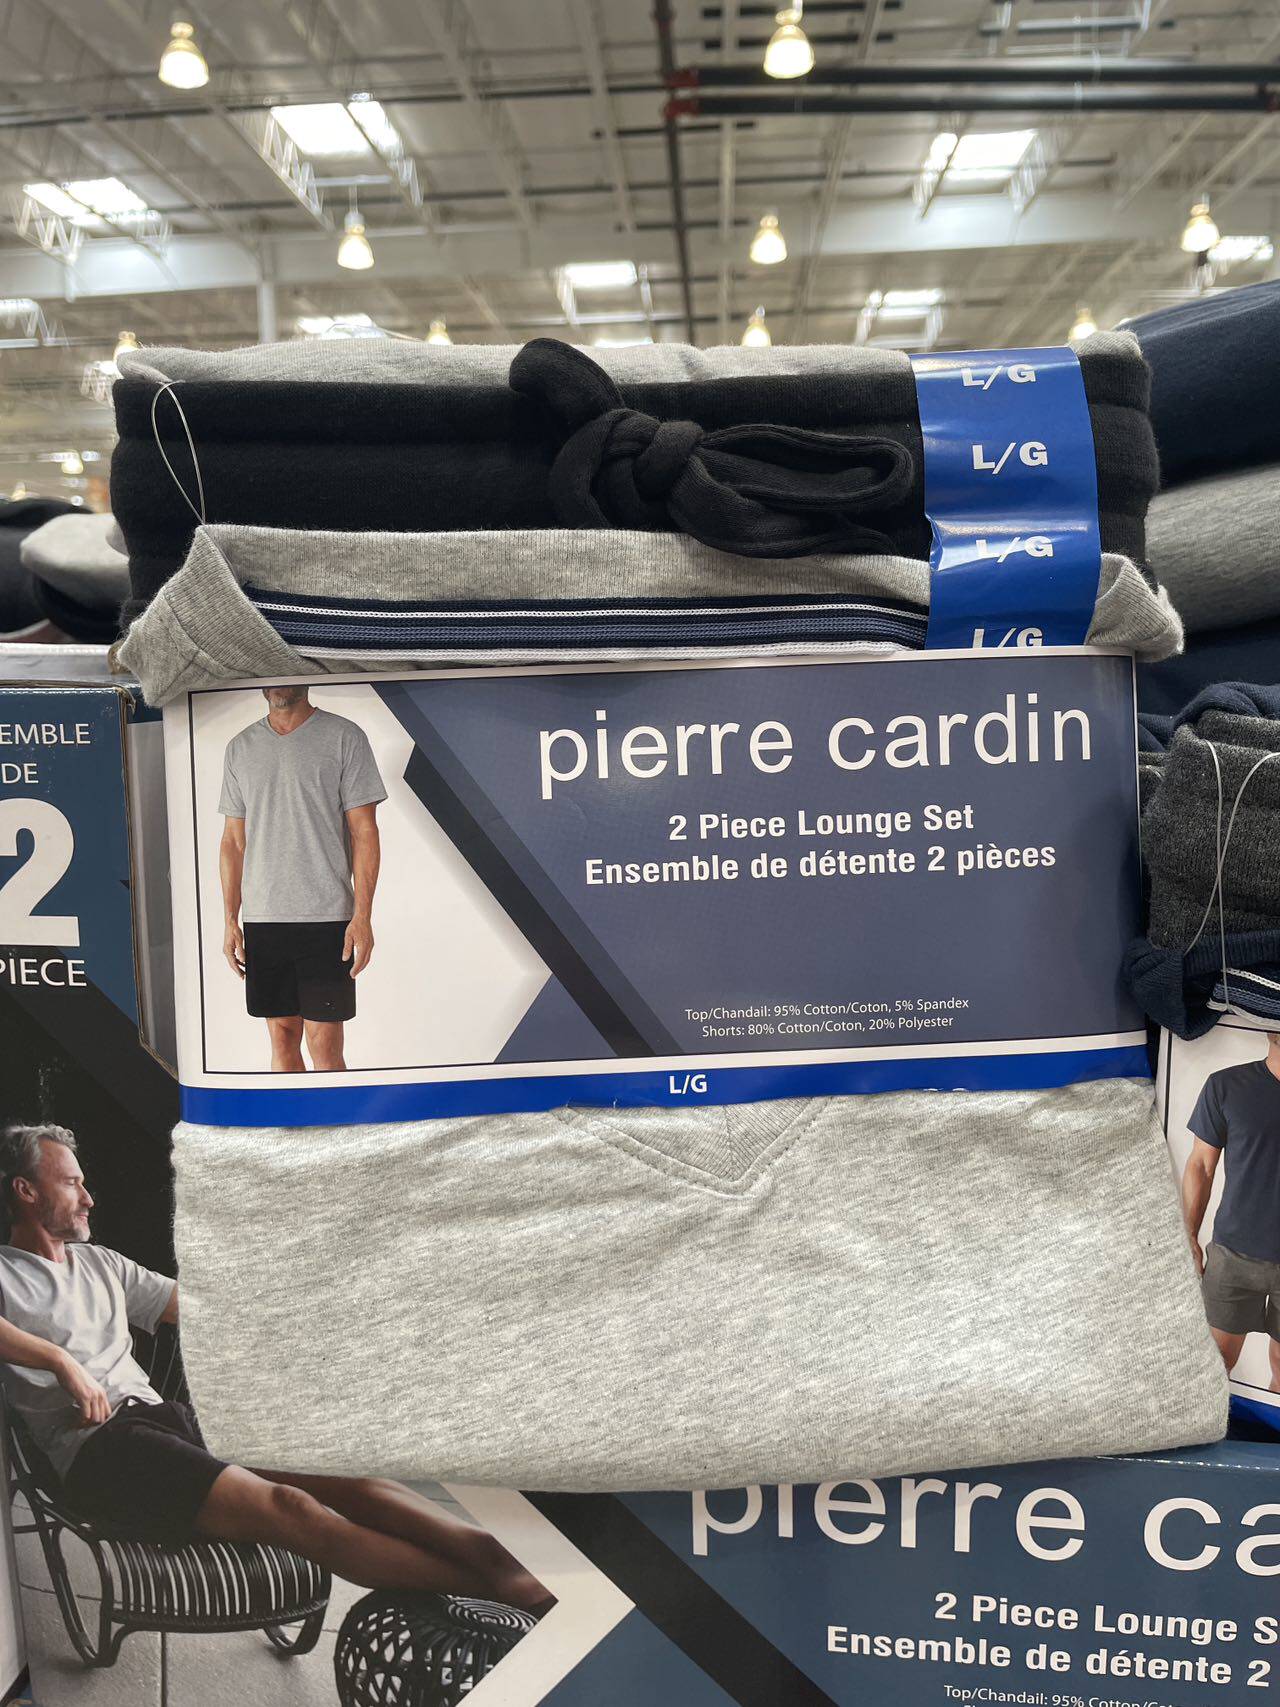 L/G
L/G
L/G
L/G
pierre cardin
2 Piece Lounge Set
Ensemble de détente 2 pièces
Top/Chandail: 95% Cotton/Coton, 5% Spandex
Shorts: 80% Cotton/Coton, 20% Polyester
L/G
EMBLE
DE
2
PIECE
pierre ca
2 Piece Lounge S
Ensemble de détente 2
Top/Chandail: 95% Cotton/